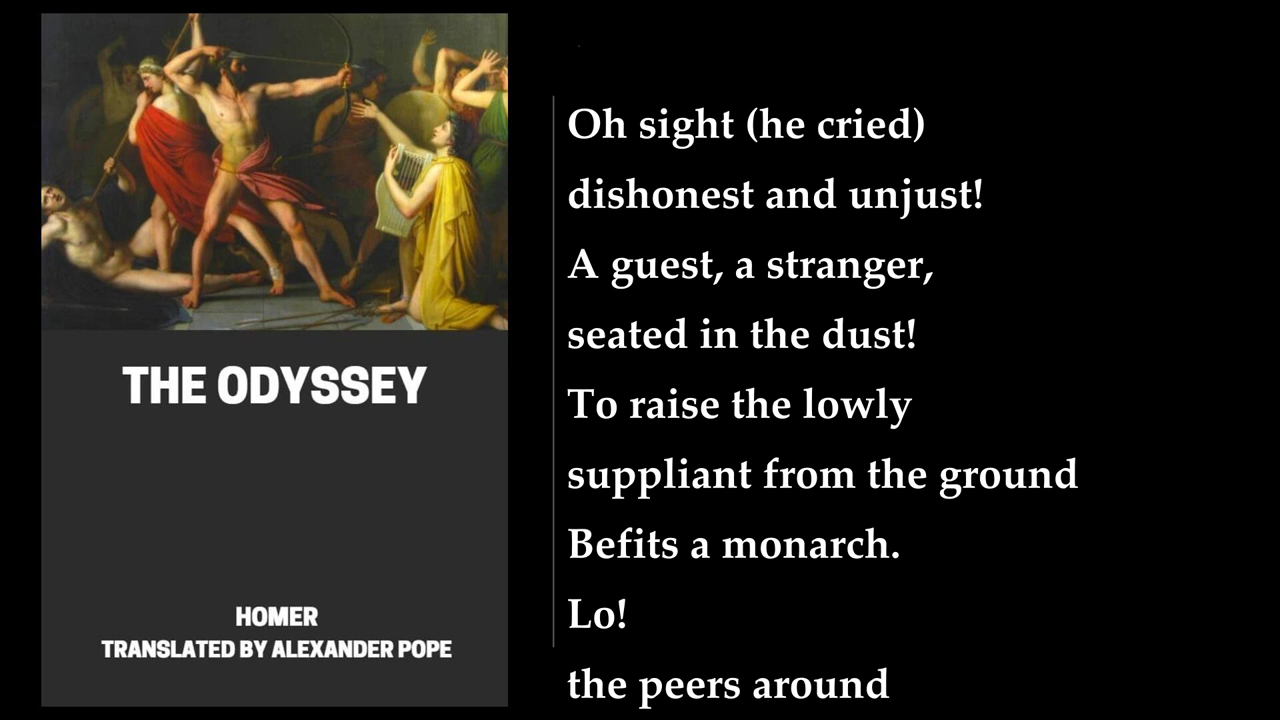 THE ODYSSEY
HOMER
TRANSLATED BY ALEXANDER POPE
Oh sight (he cried)
dishonest and unjust!
A guest, a stranger,
seated in the dust!
To raise the lowly
suppliant from the ground
Befits a monarch.
Lo!
the peers around